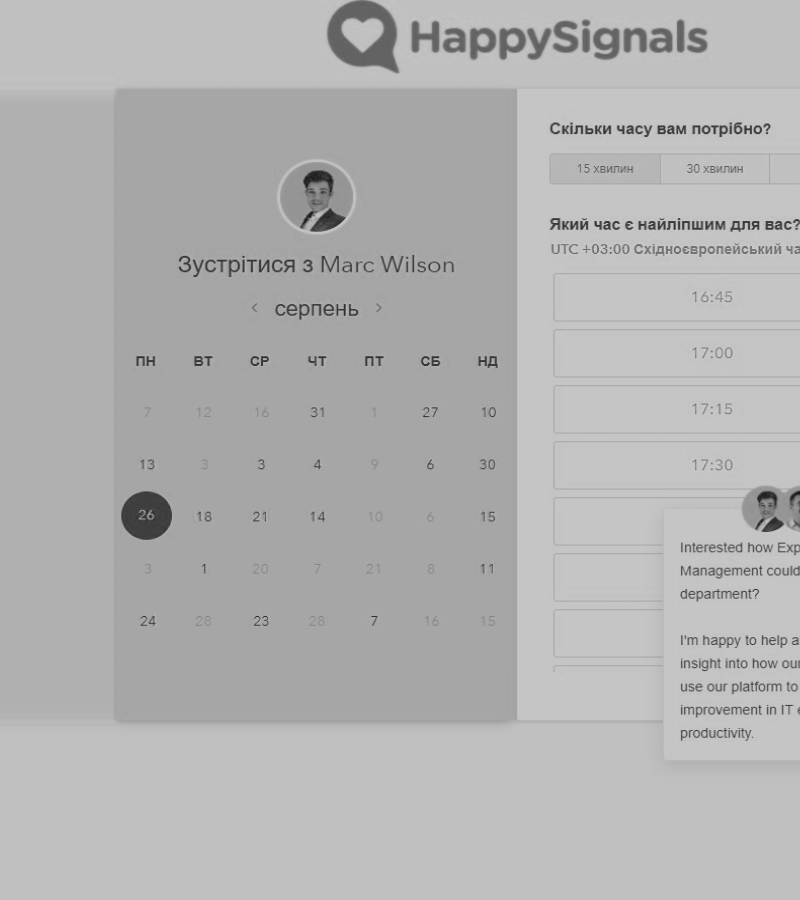 HappySignals
Зустрітися з Marc Wilson
серпень
ПН ВТ СР ЧТ ПТ СБ НД
7 12 16 31 1 27 10
13 3 3 4 9 6 30
26 18 21 14 10 6 15
3 1 20 7 21 8 11
24 28 23 28 7 16 15
Скільки часу вам потрібно?
15 хвилин 30 хвилин
Який час є найліпшим для вас?
UTC +03:00 Східноєвропейський
16:45
17:00
17:15
17:30
Interested how
Management could
department?
I'm happy to help
insight into how our
use our platform to
improvement in IT
productivity.